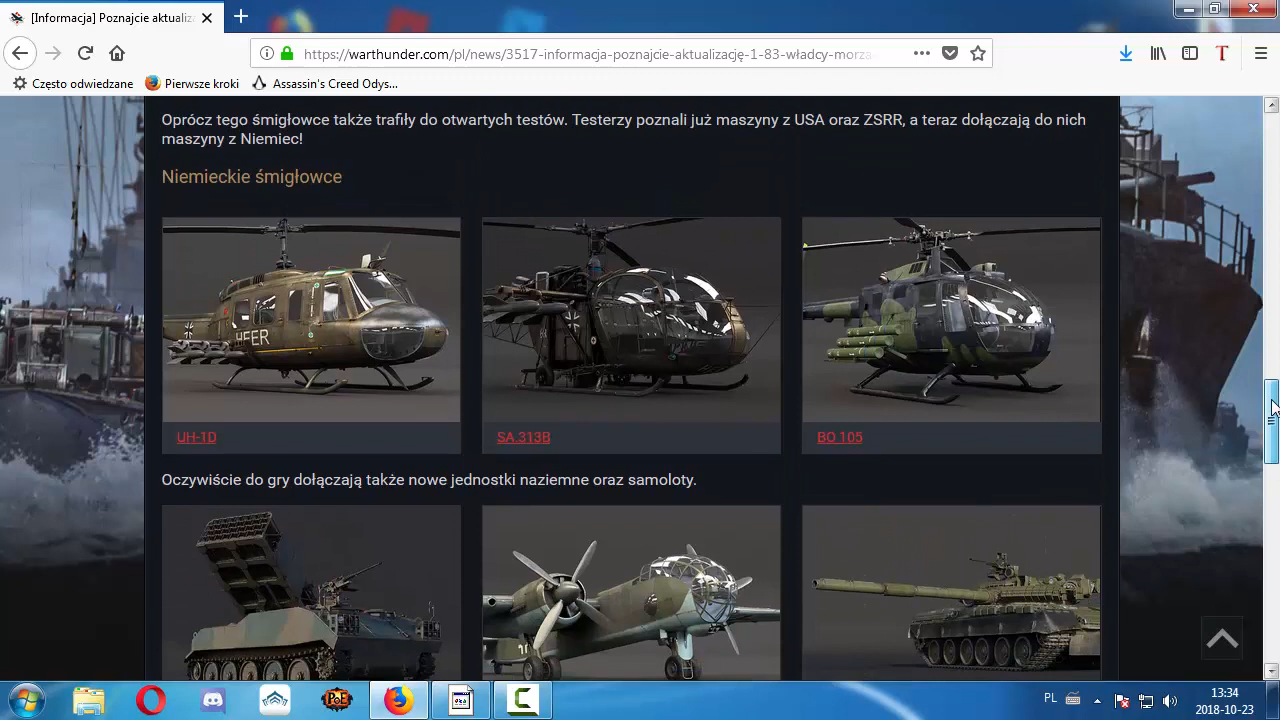 [Informacja] Poznajcie aktualiz
https://warthunder.com/pl/news/3517-informacja-poznajcie-aktualizację-1-83-władcy-morza
Często odwiedzane
Pierwsze kroki
Assassin's Creed Odys...
Oprócz tego śmigłowce także trafiły do otwartych testów. Testerzy poznali już maszyny z USA oraz ZSRR, a teraz dołączają do nich
maszyny z Niemiec!
Niemieckie śmigłowce
HEER
UH-1D
SA.313B
BO 105
Oczywiście do gry dołączają także nowe jednostki naziemne oraz samoloty.
PoE
PL
13:34
2018-10-23